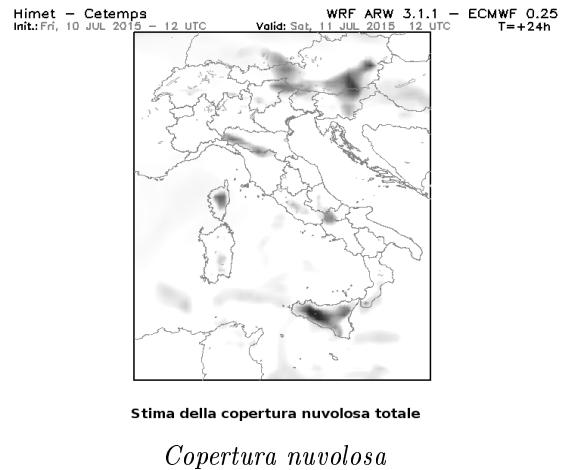 Himet – Cetemps WRF ARW 3.1.1 – ECMWF 0.25
Init.: Fri, 10 JUL 2015 – 12 UTC Valid: Sat, 11 JUL 2015 12 UTC T=+24h
Stima della copertura nuvolosa totale
Copertura nuvolosa